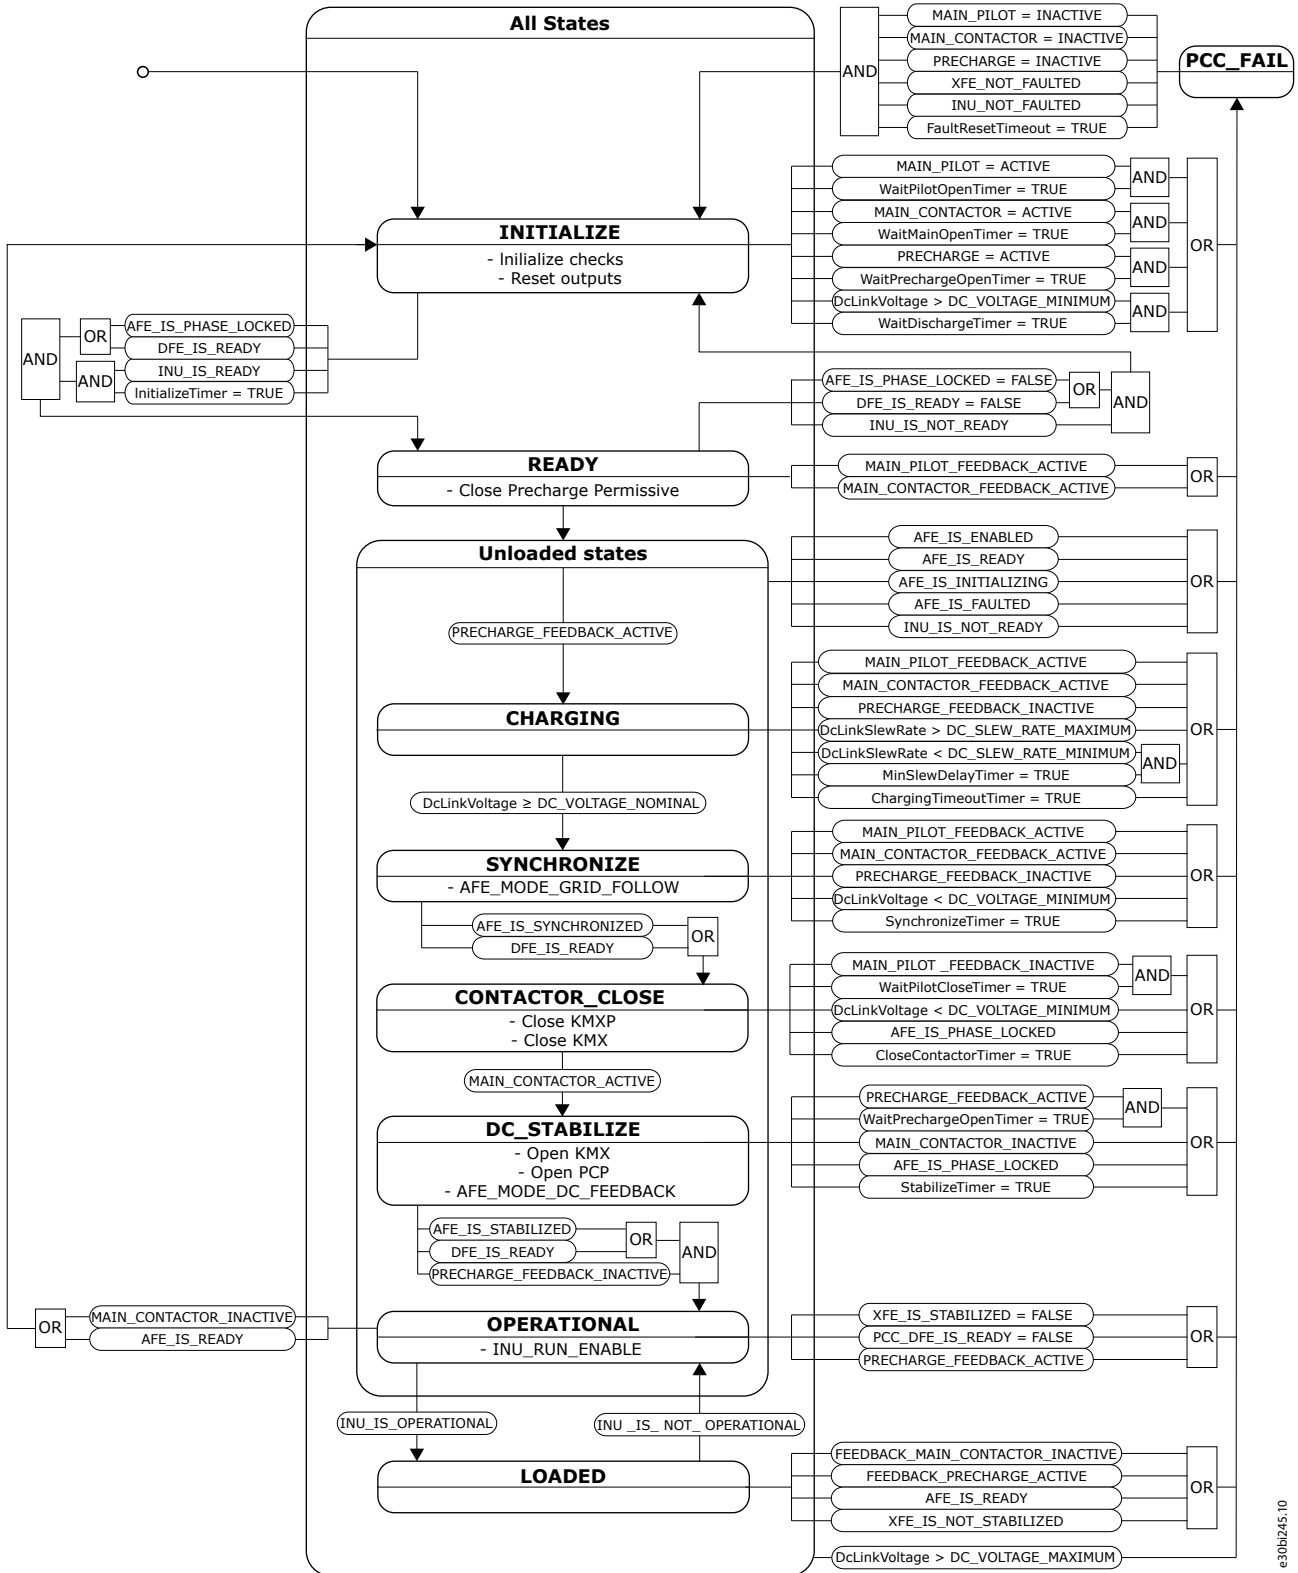 All States
MAIN_PILOT = INACTIVE
MAIN_CONTACTOR = INACTIVE
PRECHARGE = INACTIVE
XFE_NOT_FAULTED
INU_NOT_FAULTED
FaultResetTimeout = TRUE
AND
PCC_FAIL
INITIALIZE
- Inilialize checks
- Reset outputs
MAIN_PILOT = ACTIVE
WaitPilotOpenTimer = TRUE
AND
MAIN_CONTACTOR = ACTIVE
WaitMainOpenTimer = TRUE
AND
PRECHARGE = ACTIVE
WaitPrechargeOpenTimer = TRUE
AND
DcLinkVoltage > DC_VOLTAGE_MINIMUM
WaitDischargeTimer = TRUE
AND
OR
AND
OR
AND
AFE_IS_PHASE_LOCKED
DFE_IS_READY
INU_IS_READY
InitializeTimer = TRUE
AFE_IS_PHASE_LOCKED = FALSE
DFE_IS_READY = FALSE
INU_IS_NOT_READY
OR
AND
READY
- Close Precharge Permissive
MAIN_PILOT_FEEDBACK_ACTIVE
MAIN_CONTACTOR_FEEDBACK_ACTIVE
OR
Unloaded states
AFE_IS_ENABLED
AFE_IS_READY
AFE_IS_INITIALIZING
AFE_IS_FAULTED
INU_IS_NOT_READY
OR
PRECHARGE_FEEDBACK_ACTIVE
CHARGING
MAIN_PILOT_FEEDBACK_ACTIVE
MAIN_CONTACTOR_FEEDBACK_ACTIVE
PRECHARGE_FEEDBACK_INACTIVE
DcLinkSlewRate > DC_SLEW_RATE_MAXIMUM
DcLinkSlewRate < DC_SLEW_RATE_MINIMUM
MinSlewDelayTimer = TRUE
ChargingTimeoutTimer = TRUE
AND
OR
DcLinkVoltage ≥ DC_VOLTAGE_NOMINAL
SYNCHRONIZE
- AFE_MODE_GRID_FOLLOW
MAIN_PILOT_FEEDBACK_ACTIVE
MAIN_CONTACTOR_FEEDBACK_ACTIVE
PRECHARGE_FEEDBACK_INACTIVE
DcLinkVoltage < DC_VOLTAGE_MINIMUM
SynchronizeTimer = TRUE
OR
AFE_IS_SYNCHRONIZED
DFE_IS_READY
OR
CONTACTOR_CLOSE
- Close KMXP
- Close KMX
MAIN_PILOT _FEEDBACK_INACTIVE
WaitPilotCloseTimer = TRUE
DcLinkVoltage < DC_VOLTAGE_MINIMUM
AFE_IS_PHASE_LOCKED
CloseContactorTimer = TRUE
AND
OR
MAIN_CONTACTOR_ACTIVE
DC_STABILIZE
- Open KMX
- Open PCP
- AFE_MODE_DC_FEEDBACK
PRECHARGE_FEEDBACK_ACTIVE
WaitPrechargeOpenTimer = TRUE
MAIN_CONTACTOR_INACTIVE
AFE_IS_PHASE_LOCKED
StabilizeTimer = TRUE
AND
OR
AFE_IS_STABILIZED
DFE_IS_READY
PRECHARGE_FEEDBACK_INACTIVE
OR
AND
OR
MAIN_CONTACTOR_INACTIVE
AFE_IS_READY
OPERATIONAL
- INU_RUN_ENABLE
XFE_IS_STABILIZED = FALSE
PCC_DFE_IS_READY = FALSE
PRECHARGE_FEEDBACK_ACTIVE
OR
INU_IS_OPERATIONAL
INU _IS_ NOT_ OPERATIONAL
LOADED
FEEDBACK_MAIN_CONTACTOR_INACTIVE
FEEDBACK_PRECHARGE_ACTIVE
AFE_IS_READY
XFE_IS_NOT_STABILIZED
OR
DcLinkVoltage > DC_VOLTAGE_MAXIMUM
e30bi245.10